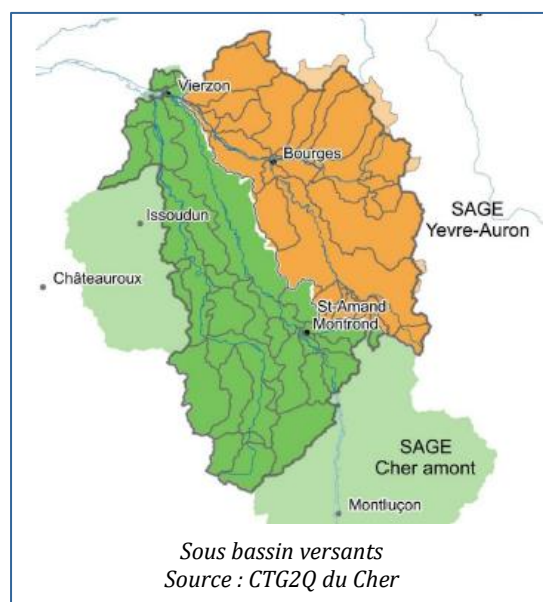 Vierzon
Bourges
SAGE
Yevre-Auron
Issoudun
Châteauroux
St-Amand
Montrond
SAGE
Cher amont
Montluçon
Sous bassin versants
Source : CTG2Q du Cher